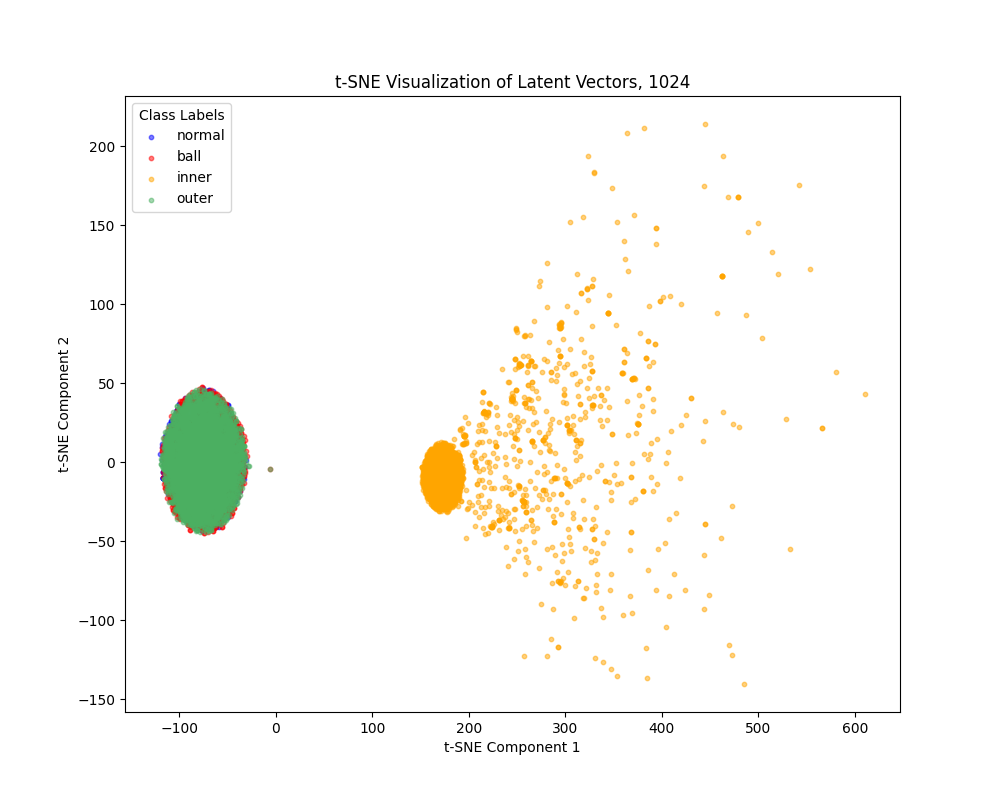 t-SNE Visualization of Latent Vectors, 1024
Class Labels
normal
ball
inner
outer
200
150
100
50
0
−50
−100
−150
t-SNE Component 2
−100
0
100
200
300
400
500
600
t-SNE Component 1